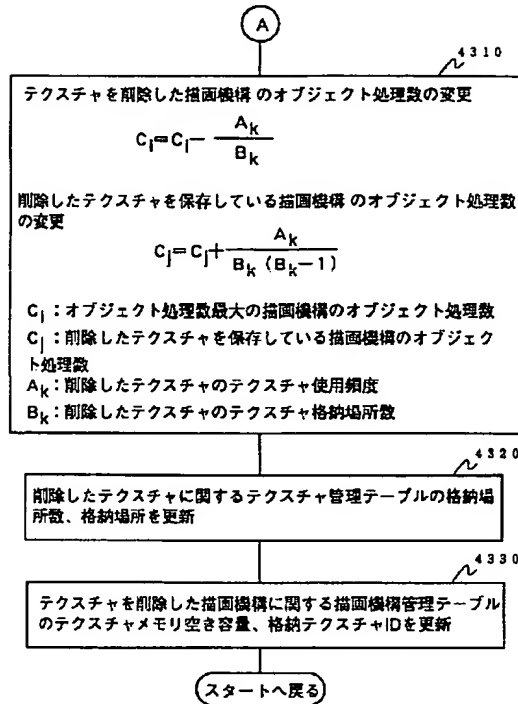 A
4310
テクスチャを削除した描画機構 のオブジェクト処理数の変更
C_i=C_i− A_k / B_k
削除したテクスチャを保存している描画機構 のオブジェクト処理数
の変更
C_j=C_j+ A_k / B_k (B_k−1)
C_i：オブジェクト処理数最大の描画機構のオブジェクト処理数
C_j：削除したテクスチャを保存している描画機構のオブジェク
ト処理数
A_k：削除したテクスチャのテクスチャ使用頻度
B_k：削除したテクスチャのテクスチャ格納場所数
4320
削除したテクスチャに関するテクスチャ管理テーブルの格納場
所数、格納場所を更新
4330
テクスチャを削除した描画機構に関する描画機構管理テーブル
のテクスチャメモリ空き容量、格納テクスチャIDを更新
スタートへ戻る